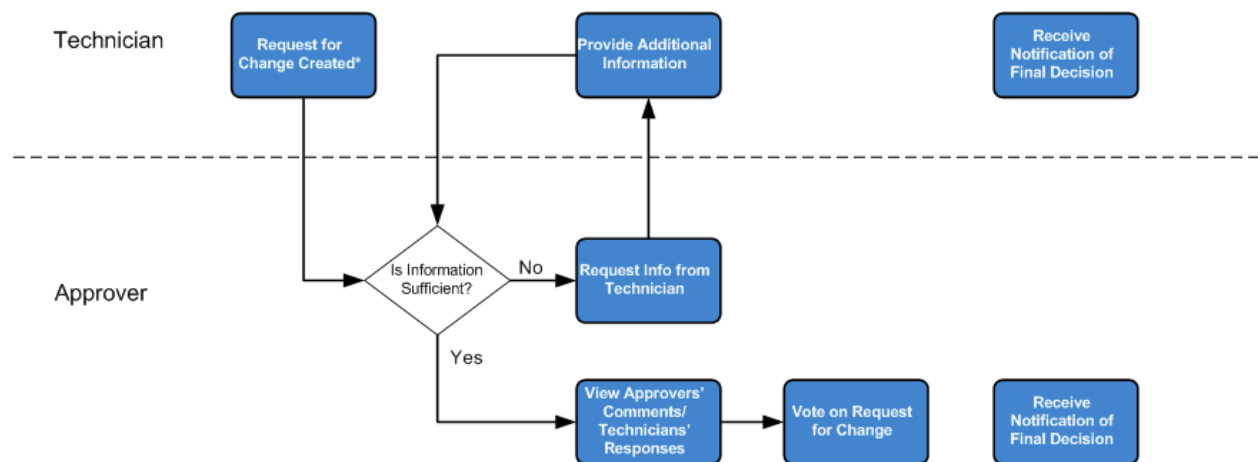 Technician
Request for
Change Created*
Provide Additional
Information
Receive
Notification of
Final Decision
Is Information
Sufficient?
No
Request Info from
Technician
Approver
Yes
View Approvers'
Comments/
Technicians'
Responses
Vote on Request
for Change
Receive
Notification of
Final Decision